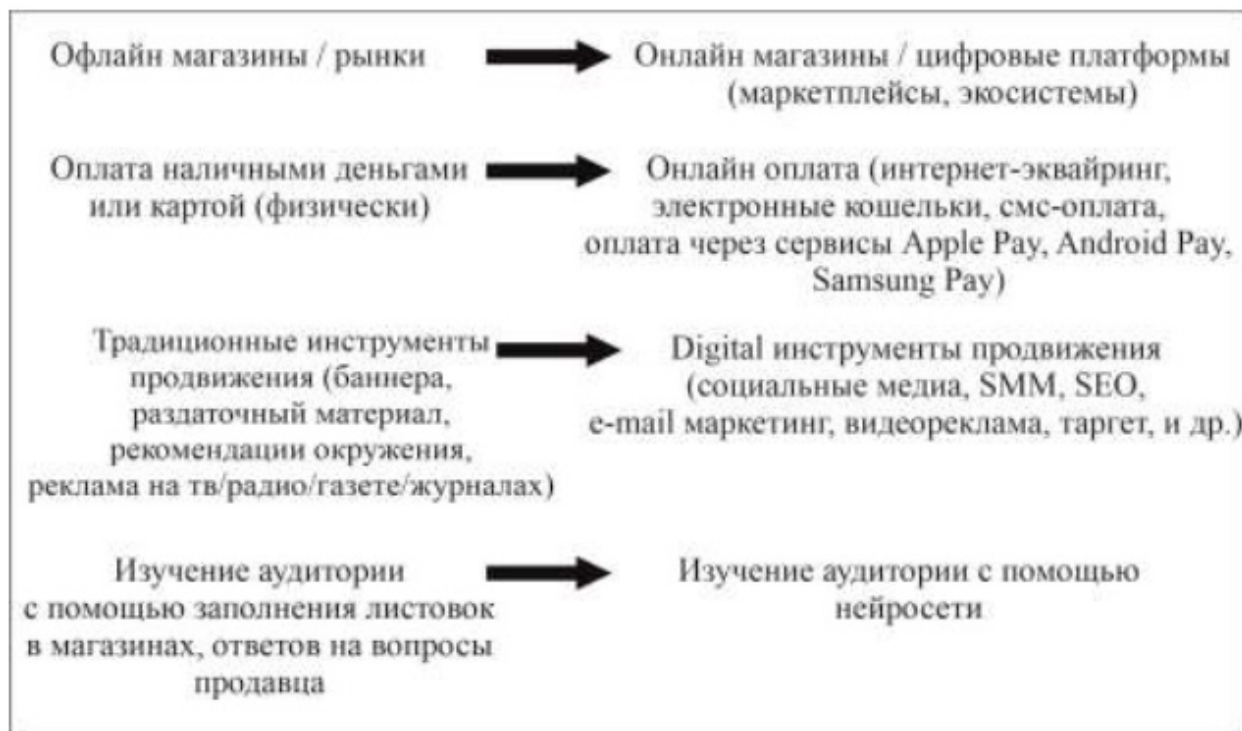 Офлайн магазины / рынки
Онлайн магазины / цифровые платформы
(маркетплейсы, экосистемы)
Оплата наличными деньгами
или картой (физически)
Онлайн оплата (интернет-эквайринг,
электронные кошельки, смс-оплата,
оплата через сервисы Apple Pay, Android Pay,
Samsung Pay)
Традиционные инструменты
продвижения (баннера,
раздаточный материал,
рекомендации окружения,
реклама на тв/радио/газете/журналах)
Digital инструменты продвижения
(социальные медиа, SMM, SEO,
e-mail маркетинг, видеореклама, таргет, и др.)
Изучение аудитории
с помощью заполнения листовок
в магазинах, ответов на вопросы
продавца
Изучение аудитории с помощью
нейросети